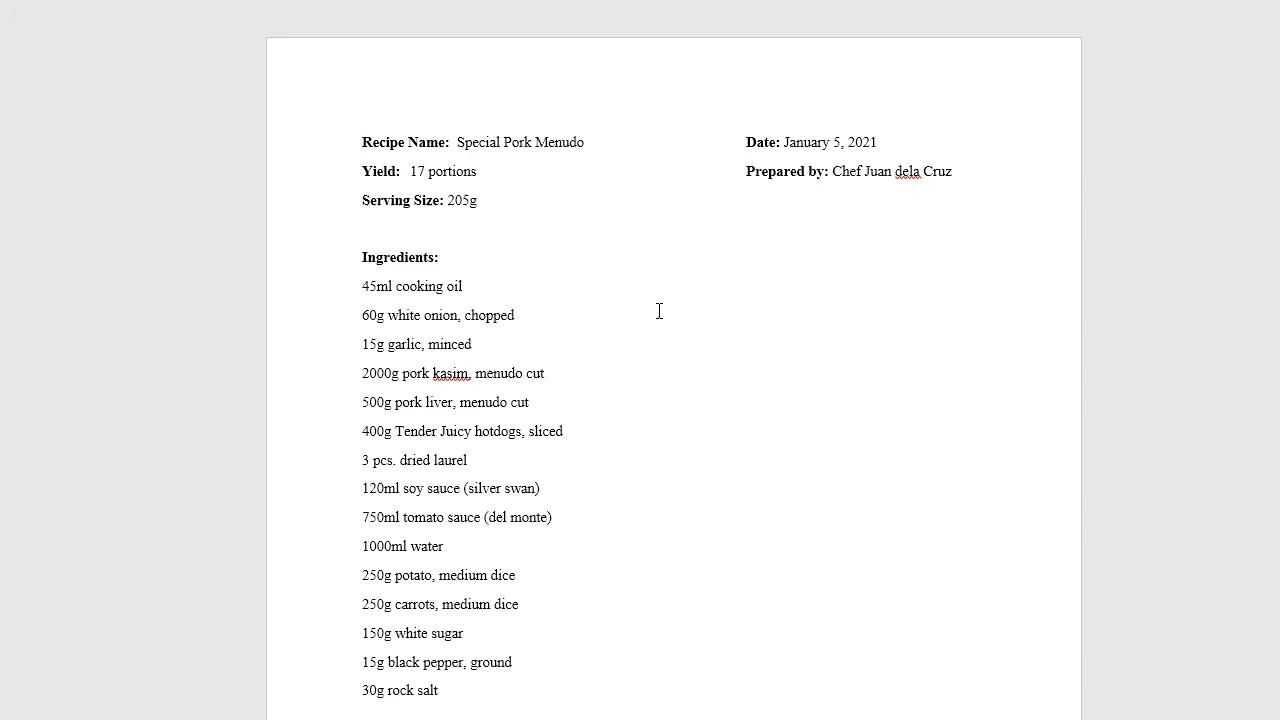 Recipe Name: Special Pork Menudo
Date: January 5, 2021
Yield: 17 portions
Prepared by: Chef Juan dela Cruz
Serving Size: 205g
Ingredients:
45ml cooking oil
60g white onion, chopped
15g garlic, minced
2000g pork kasim, menudo cut
500g pork liver, menudo cut
400g Tender Juicy hotdogs, sliced
3 pcs. dried laurel
120ml soy sauce (silver swan)
750ml tomato sauce (del monte)
1000ml water
250g potato, medium dice
250g carrots, medium dice
150g white sugar
15g black pepper, ground
30g rock salt